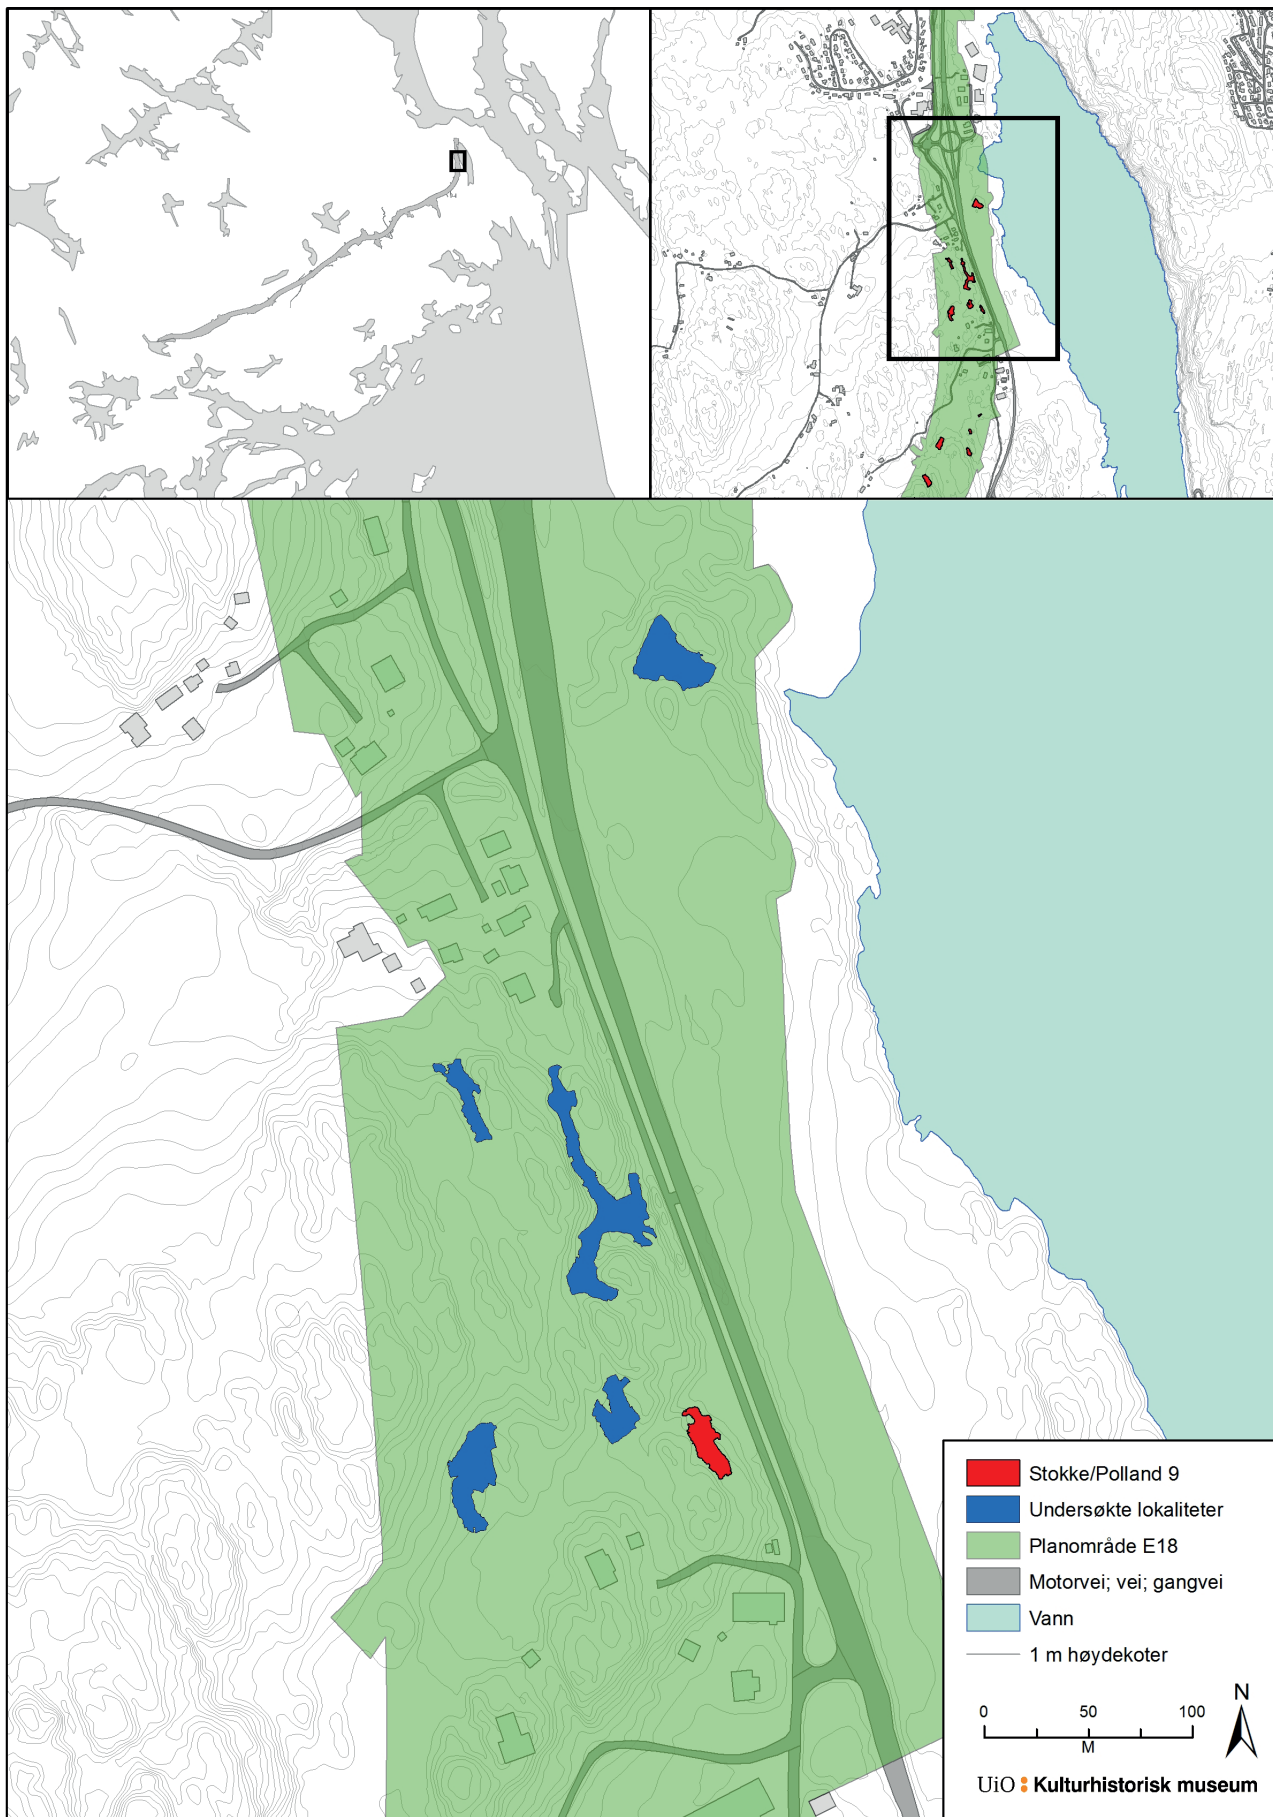 Stokke/Polland 9
Undersøkte lokaliteter
Planområde E18
Motorvei; vei; gangvei
Vann
1 m høydekoter
N
0 50 100
M
UiO : Kulturhistorisk museum